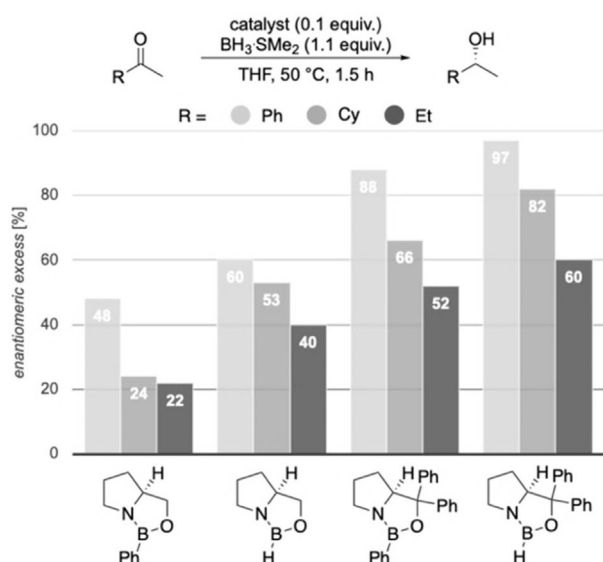 catalyst (0.1 equiv.)
BH3·SMe2 (1.1 equiv.)
THF, 50 °C, 1.5 h
O
R
OH
R
R = Ph Cy Et
enantiomeric excess [%]
100
80
60
40
20
0
48
24
22
60
53
40
88
66
52
97
82
60
H
N
B
O
Ph
H
N
B
O
H
H
Ph
Ph
N
B
O
Ph
H
Ph
Ph
N
B
O
H